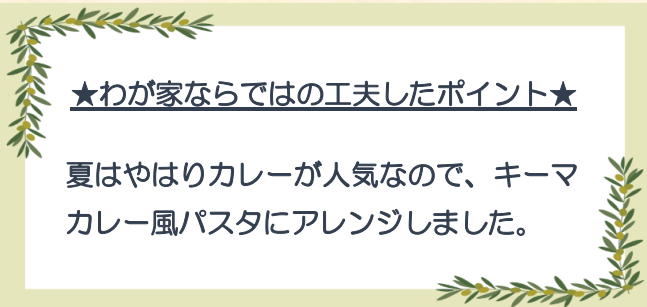 ★わが家ならではの工夫したポイント★
夏はやはりカレーが人気なので、キーマ
カレー風パスタにアレンジしました。